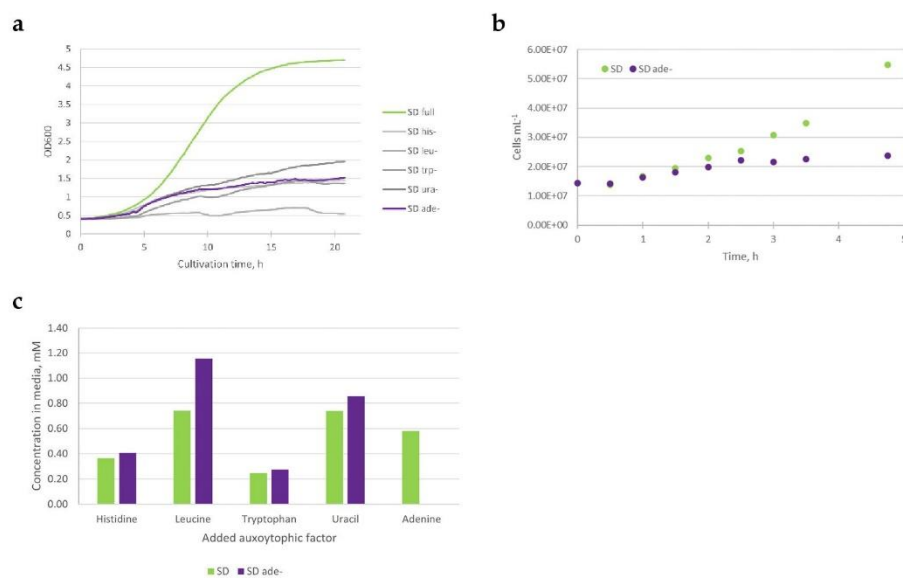 a
5
4.5
4
3.5
3
2.5
2
1.5
1
0.5
0
OD600
0 5 10 15 20
Cultivation time, h
SD full
SD his-
SD leu-
SD trp-
SD ura-
SD ade-
b
6.00E+07
5.00E+07
4.00E+07
3.00E+07
2.00E+07
1.00E+07
0.00E+00
Cells mL-1
SD SD ade-
0 1 2 3 4 5
Time, h
c
1.40
1.20
1.00
0.80
0.60
0.40
0.20
0.00
Concentration in media, mM
Histidine Leucine Tryptophan Uracil Adenine
Added auxoytophic factor
SD SD ade-